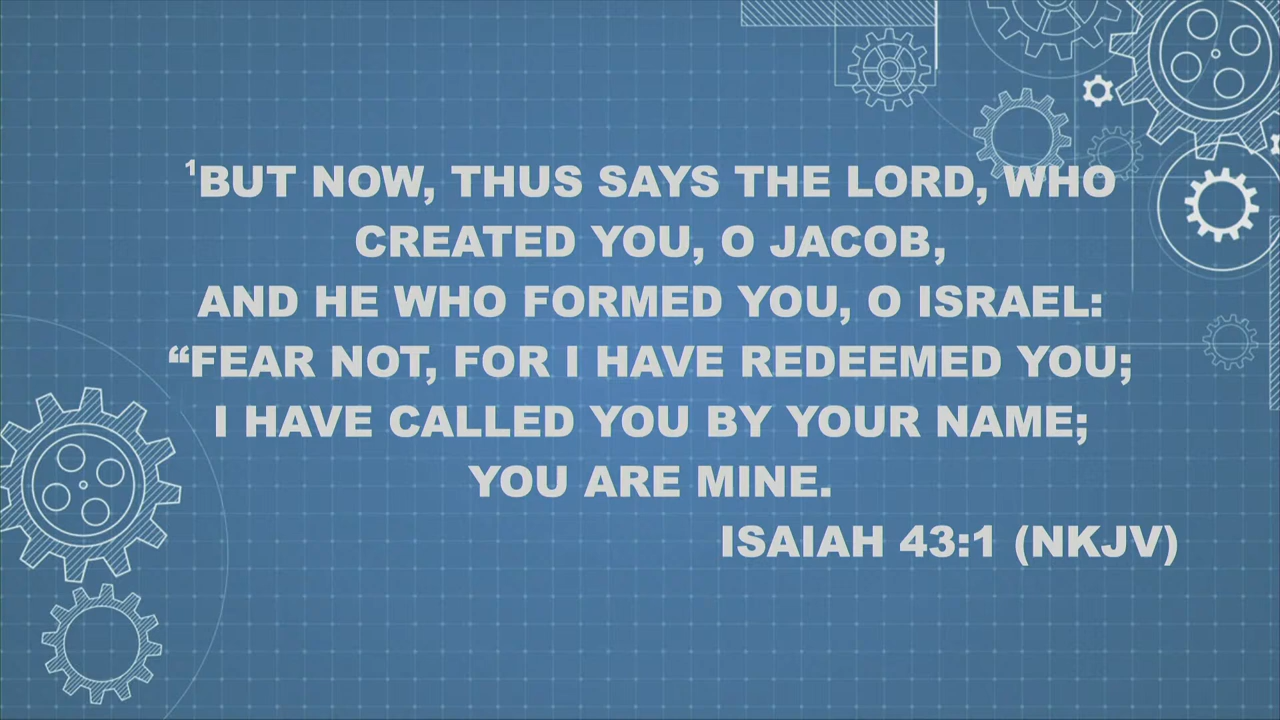 ¹BUT NOW, THUS SAYS THE LORD, WHO
CREATED YOU, O JACOB,
AND HE WHO FORMED YOU, O ISRAEL:
“FEAR NOT, FOR I HAVE REDEEMED YOU;
I HAVE CALLED YOU BY YOUR NAME;
YOU ARE MINE.
ISAIAH 43:1 (NKJV)